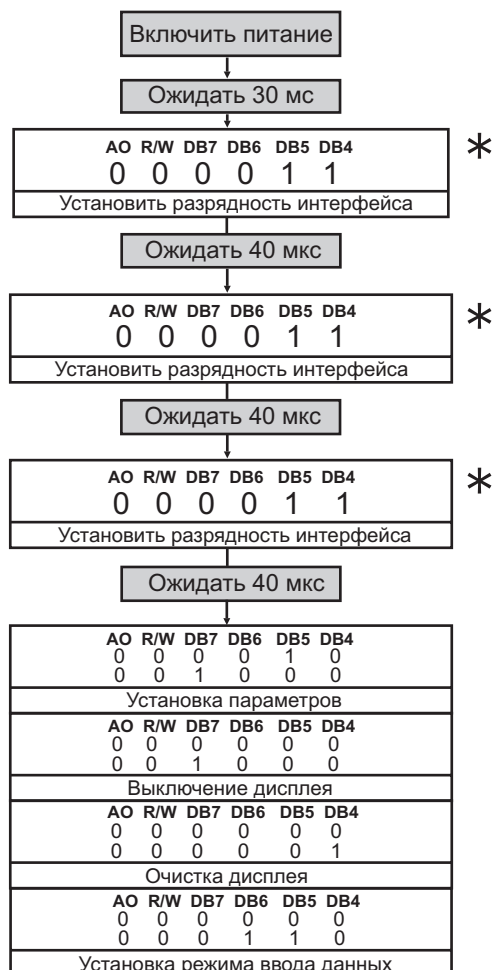 Включить питание
Ожидать 30 мс
AO R/W DB7 DB6 DB5 DB4
0 0 0 0 1 1
*
Установить разрядность интерфейса
Ожидать 40 мкс
AO R/W DB7 DB6 DB5 DB4
0 0 0 0 1 1
*
Установить разрядность интерфейса
Ожидать 40 мкс
AO R/W DB7 DB6 DB5 DB4
0 0 0 0 1 1
*
Установить разрядность интерфейса
Ожидать 40 мкс
AO R/W DB7 DB6 DB5 DB4
0 0 0 0 1 0
0 0 1 0 0 0
Установка параметров
AO R/W DB7 DB6 DB5 DB4
0 0 0 0 0 0
0 0 1 0 0 0
Выключение дисплея
AO R/W DB7 DB6 DB5 DB4
0 0 0 0 0 0
0 0 0 0 0 1
Очистка дисплея
AO R/W DB7 DB6 DB5 DB4
0 0 0 0 0 0
0 0 0 1 1 0
Установка режима ввода данных